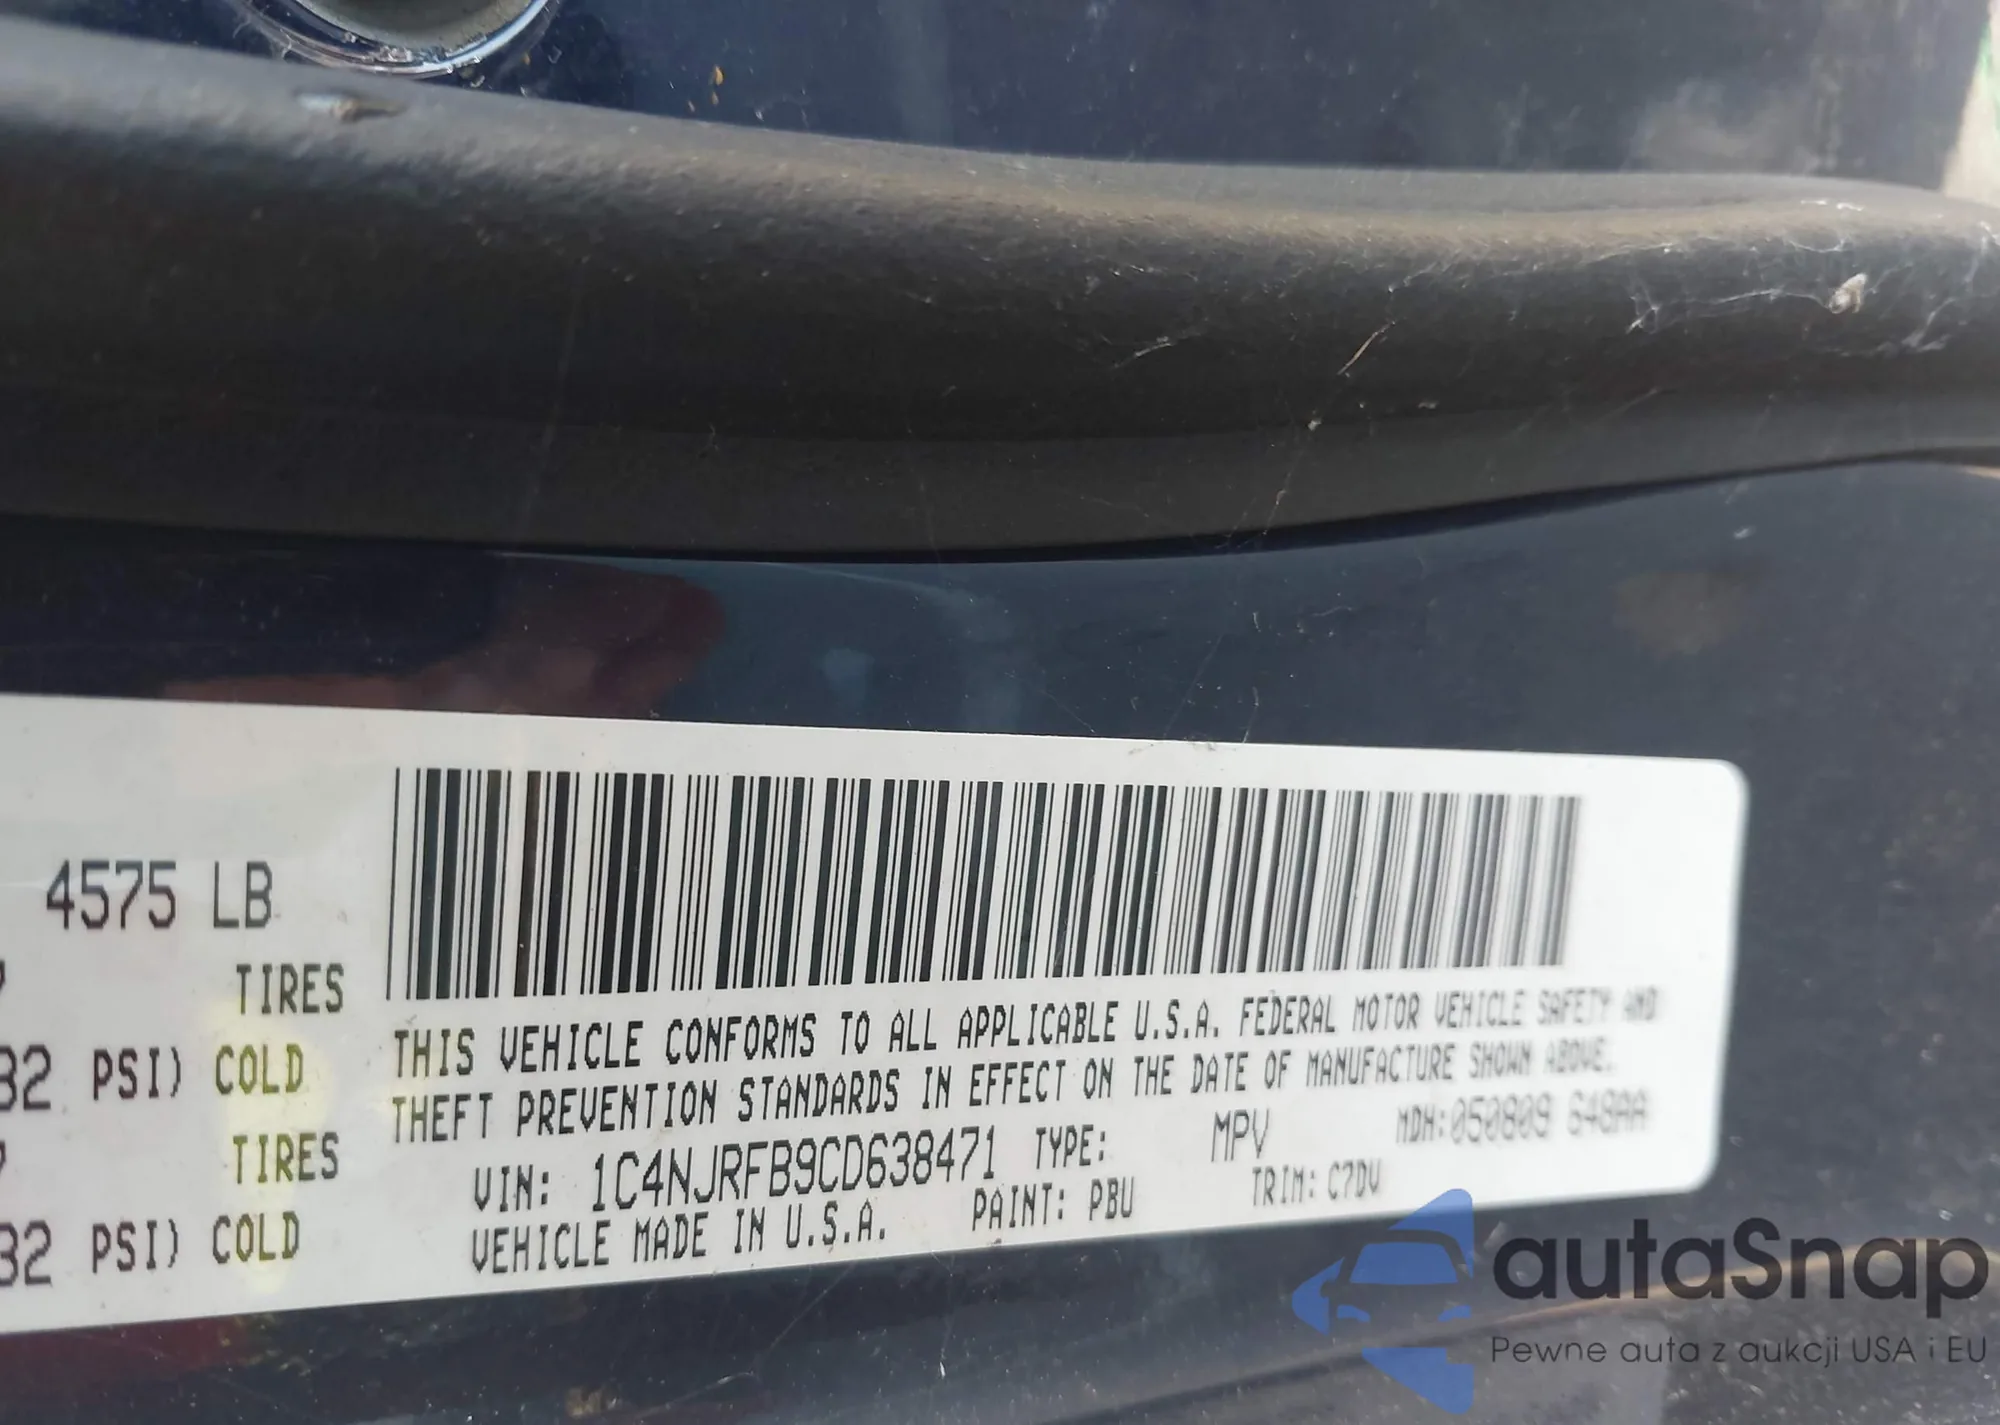 4575 LB
TIRES
32 PSI) COLD
TIRES
32 PSI) COLD
THIS VEHICLE CONFORMS TO ALL APPLICABLE U.S.A. FEDERAL MOTOR VEHICLE SAFETY AND
THEFT PREVENTION STANDARDS IN EFFECT ON THE DATE OF MANUFACTURE SHOWN ABOVE.
VIN: 1C4NJRFB9CD638471 TYPE: MPV MDH:050809 648AA
VEHICLE MADE IN U.S.A. PAINT: PBU TRIM: C7DV
autaSnap
Pewne auta z aukcji USA i EU